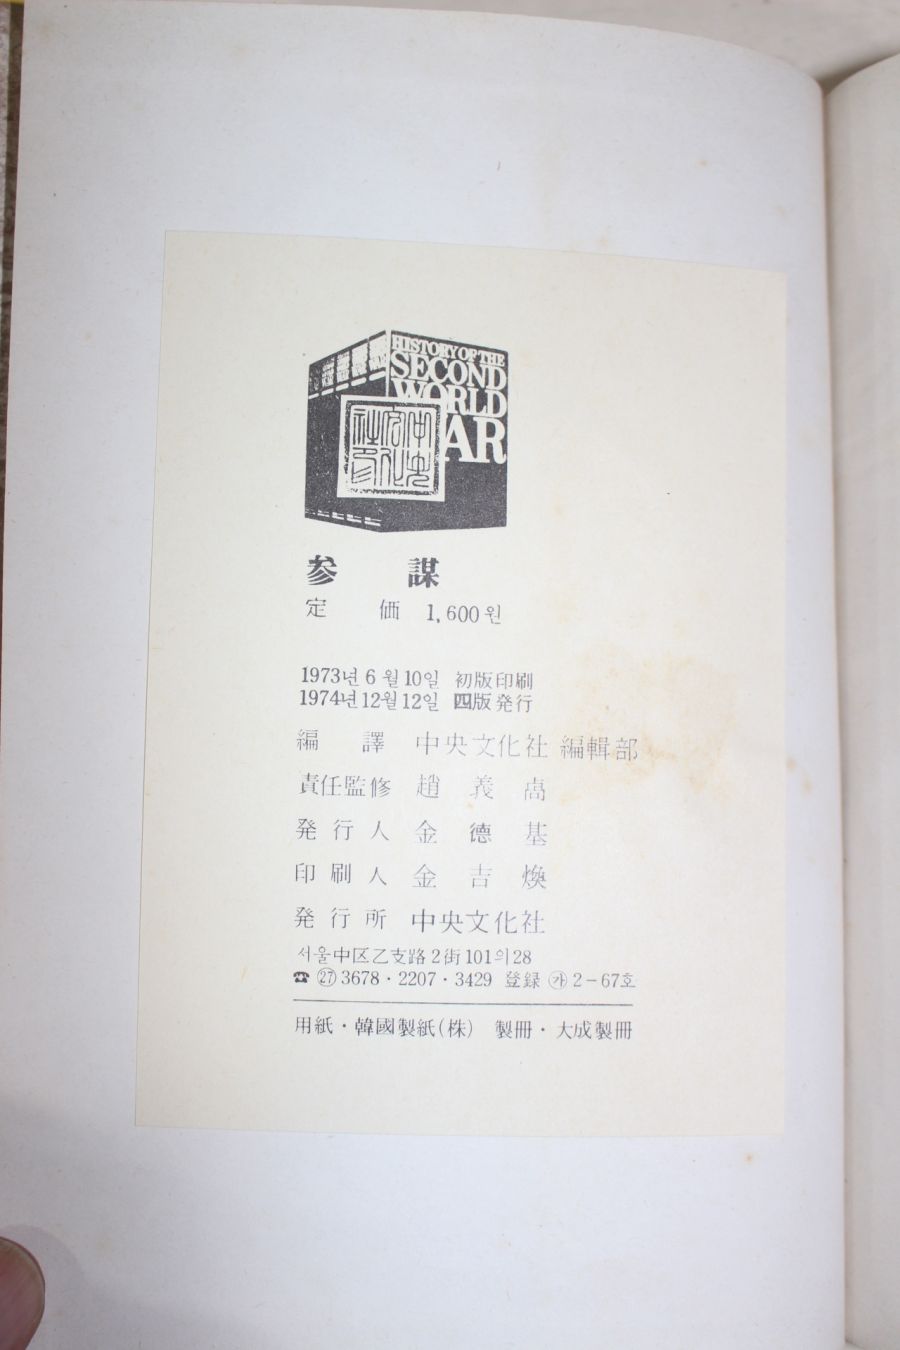 HISTORY OF THE
SECOND
WORLD
WAR
中央
文化
社印
参 謀
定 価 1,600원
1973년 6월 10일 初版印刷
1974년 12월 12일 四版発行
編 譯 中央文化社 編輯部
責任監修 趙 義 卨
発 行 人 金 德 基
印 刷 人 金 吉 煥
発 行 所 中央文化社
서울中区乙支路2街101의28
☎ ㉗ 3678・2207・3429 登録 ㉮ 2-67호
用紙・韓國製紙(株) 製冊・大成製冊